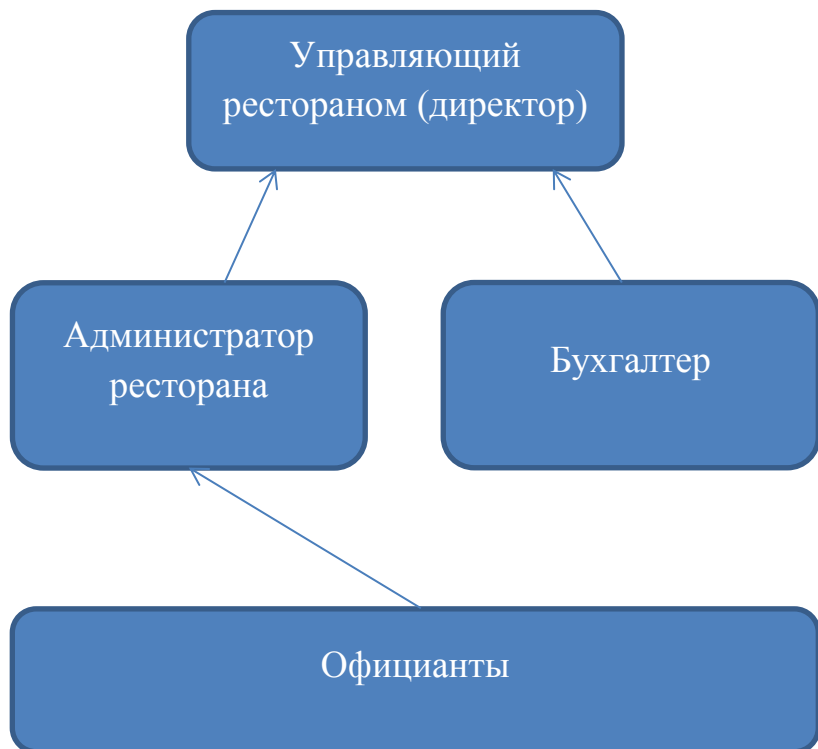 Управляющий
рестораном (директор)
Администратор
ресторана
Бухгалтер
Официанты